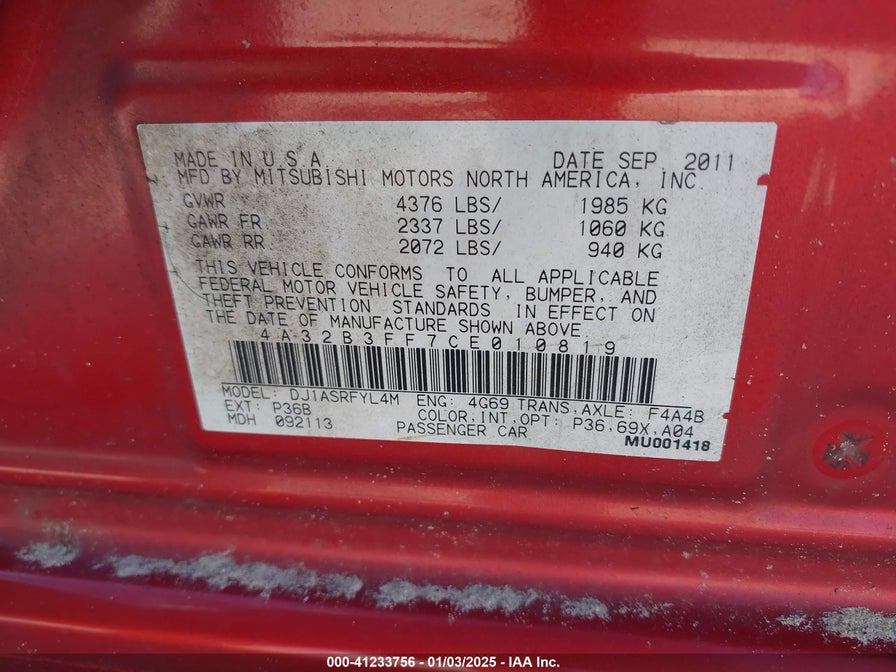 MADE IN U.S.A. DATE SEP. 2011
MFD BY MITSUBISHI MOTORS NORTH AMERICA, INC.
GVWR 4376 LBS/ 1985 KG
GAWR FR. 2337 LBS/ 1060 KG
GAWR RR. 2072 LBS/ 940 KG
THIS VEHICLE CONFORMS TO ALL APPLICABLE
FEDERAL MOTOR VEHICLE SAFETY, BUMPER, AND
THEFT PREVENTION STANDARDS IN EFFECT ON
THE DATE OF MANUFACTURE SHOWN ABOVE.
4A32B3FF7CE010819
MODEL: DJ1ASRFYL4M ENG: 4G69 TRANS,AXLE: F4A4B
EXT: P36B COLOR,INT,OPT: P36,69X,A04
MDH 092113 PASSENGER CAR
MU001418
000-41233756 — 01/03/2025 — IAA Inc.